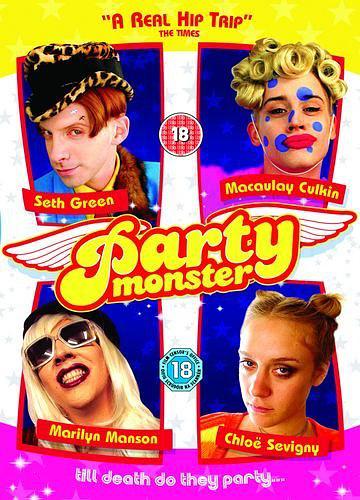 "A REAL HIP TRIP"
THE TIMES
18
Seth Green
Macaulay Culkin
Party
monster
18
Marilyn Manson
Chloë Sevigny
till death do they party....